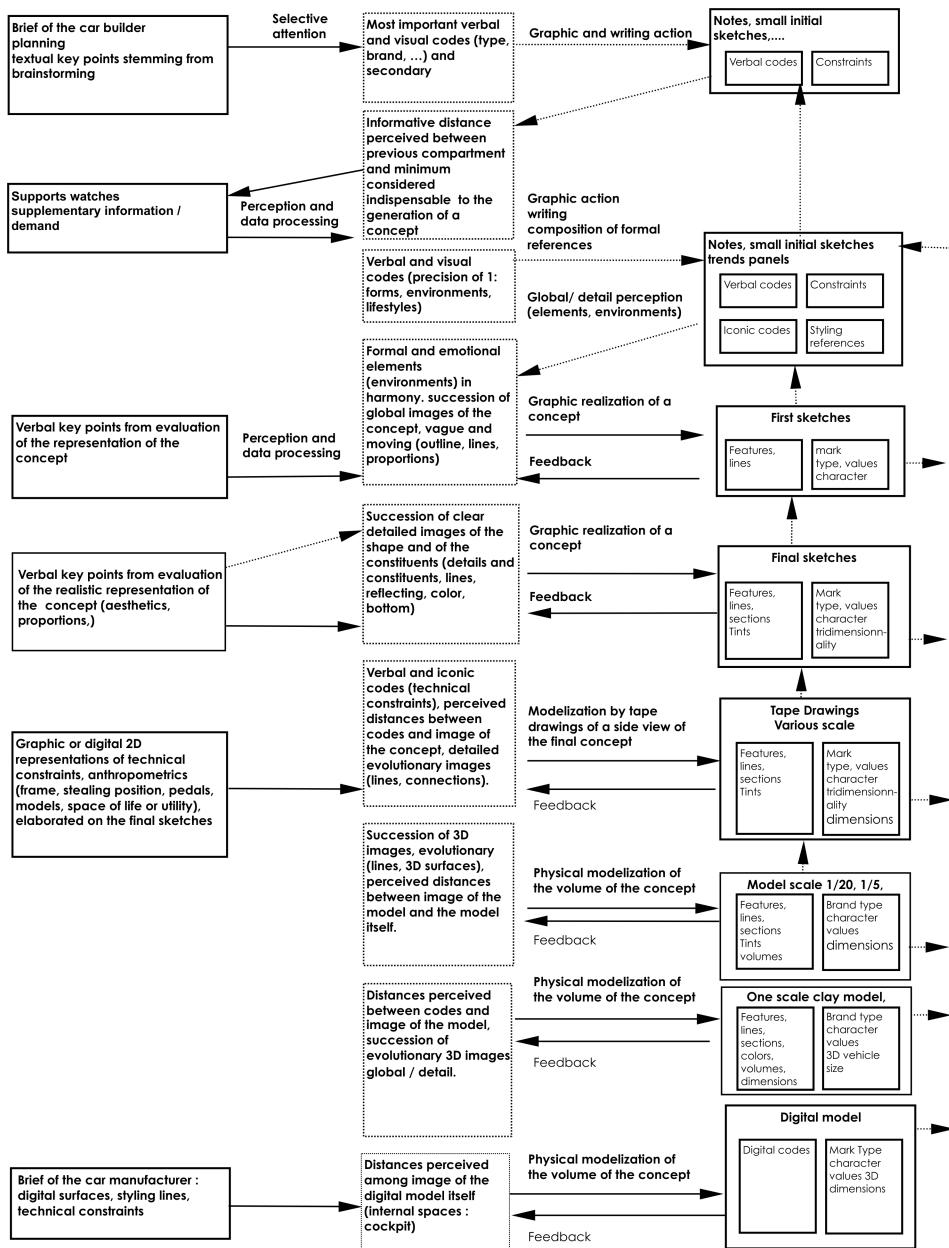 Brief of the car builder
planning
textual key points stemming from
brainstorming
Selective
attention
Most important verbal
and visual codes (type,
brand, ...) and
secondary
Graphic and writing action
Notes, small initial
sketches,....
Verbal codes
Constraints
Informative distance
perceived between
previous compartment
and minimum
considered
indispensable to the
generation of a
concept
Supports watches
supplementary information /
demand
Perception and
data processing
Graphic action
writing
composition of formal
references
Verbal and visual
codes (precision of 1:
forms, environments,
lifestyles)
Notes, small initial sketches
trends panels
Verbal codes
Constraints
Iconic codes
Styling
references
Global/ detail perception
(elements, environments)
Formal and emotional
elements
(environments) in
harmony. succession of
global images of the
concept, vague and
moving (outline, lines,
proportions)
Verbal key points from evaluation
of the representation of the
concept
Perception and
data processing
Graphic realization of a
concept
Feedback
First sketches
Features,
lines
mark
type, values
character
Succession of clear
detailed images of the
shape and of the
constituents (details and
constituents, lines,
reflecting, color,
bottom)
Verbal key points from evaluation
of the realistic representation of
the concept (aesthetics,
proportions,)
Graphic realization of a
concept
Feedback
Final sketches
Features,
lines,
sections
Tints
Mark
type, values
character
tridimensionn-
ality
Verbal and iconic
codes (technical
constraints), perceived
distances between
codes and image of
the concept, detailed
evolutionary images
(lines, connections).
Graphic or digital 2D
representations of technical
constraints, anthropometrics
(frame, stealing position, pedals,
models, space of life or utility),
elaborated on the final sketches
Modelization by tape
drawings of a side view of
the final concept
Feedback
Tape Drawings
Various scale
Features,
lines,
sections
Tints
Mark
type, values
character
tridimensionn-
ality
dimensions
Succession of 3D
images, evolutionary
(lines, 3D surfaces),
perceived distances
between image of the
model and the model
itself.
Physical modelization of
the volume of the concept
Feedback
Model scale 1/20, 1/5,
Features,
lines,
sections
Tints
volumes
Brand type
character
values
dimensions
Distances perceived
between codes and
image of the model,
succession of
evolutionary 3D images
global / detail.
Physical modelization of
the volume of the concept
Feedback
One scale clay model,
Features,
lines,
sections,
colors,
volumes,
dimensions
Brand type
character
values
3D vehicle
size
Brief of the car manufacturer :
digital surfaces, styling lines,
technical constraints
Distances perceived
among image of the
digital model itself
(internal spaces :
cockpit)
Physical modelization of
the volume of the concept
Feedback
Digital model
Digital codes
Mark Type
character
values 3D
dimensions